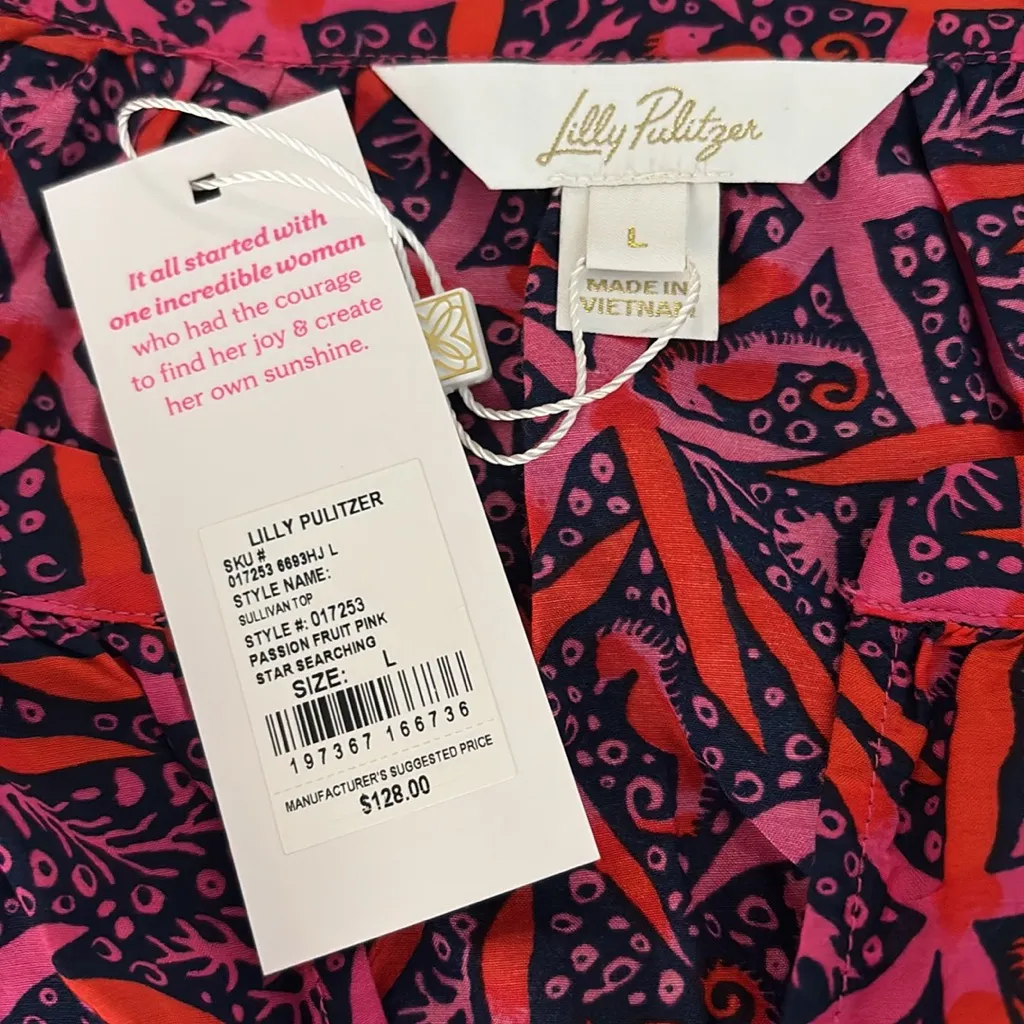 Lilly Pulitzer
L
MADE IN
VIETNAM
It all started with
one incredible woman
who had the courage
to find her joy & create
her own sunshine.
LILLY PULITZER
SKU #
017253 6693HJ L
STYLE NAME:
SULLIVAN TOP
STYLE #: 017253
PASSION FRUIT PINK
STAR SEARCHING
SIZE: L
197367 166736
MANUFACTURER'S SUGGESTED PRICE
$128.00